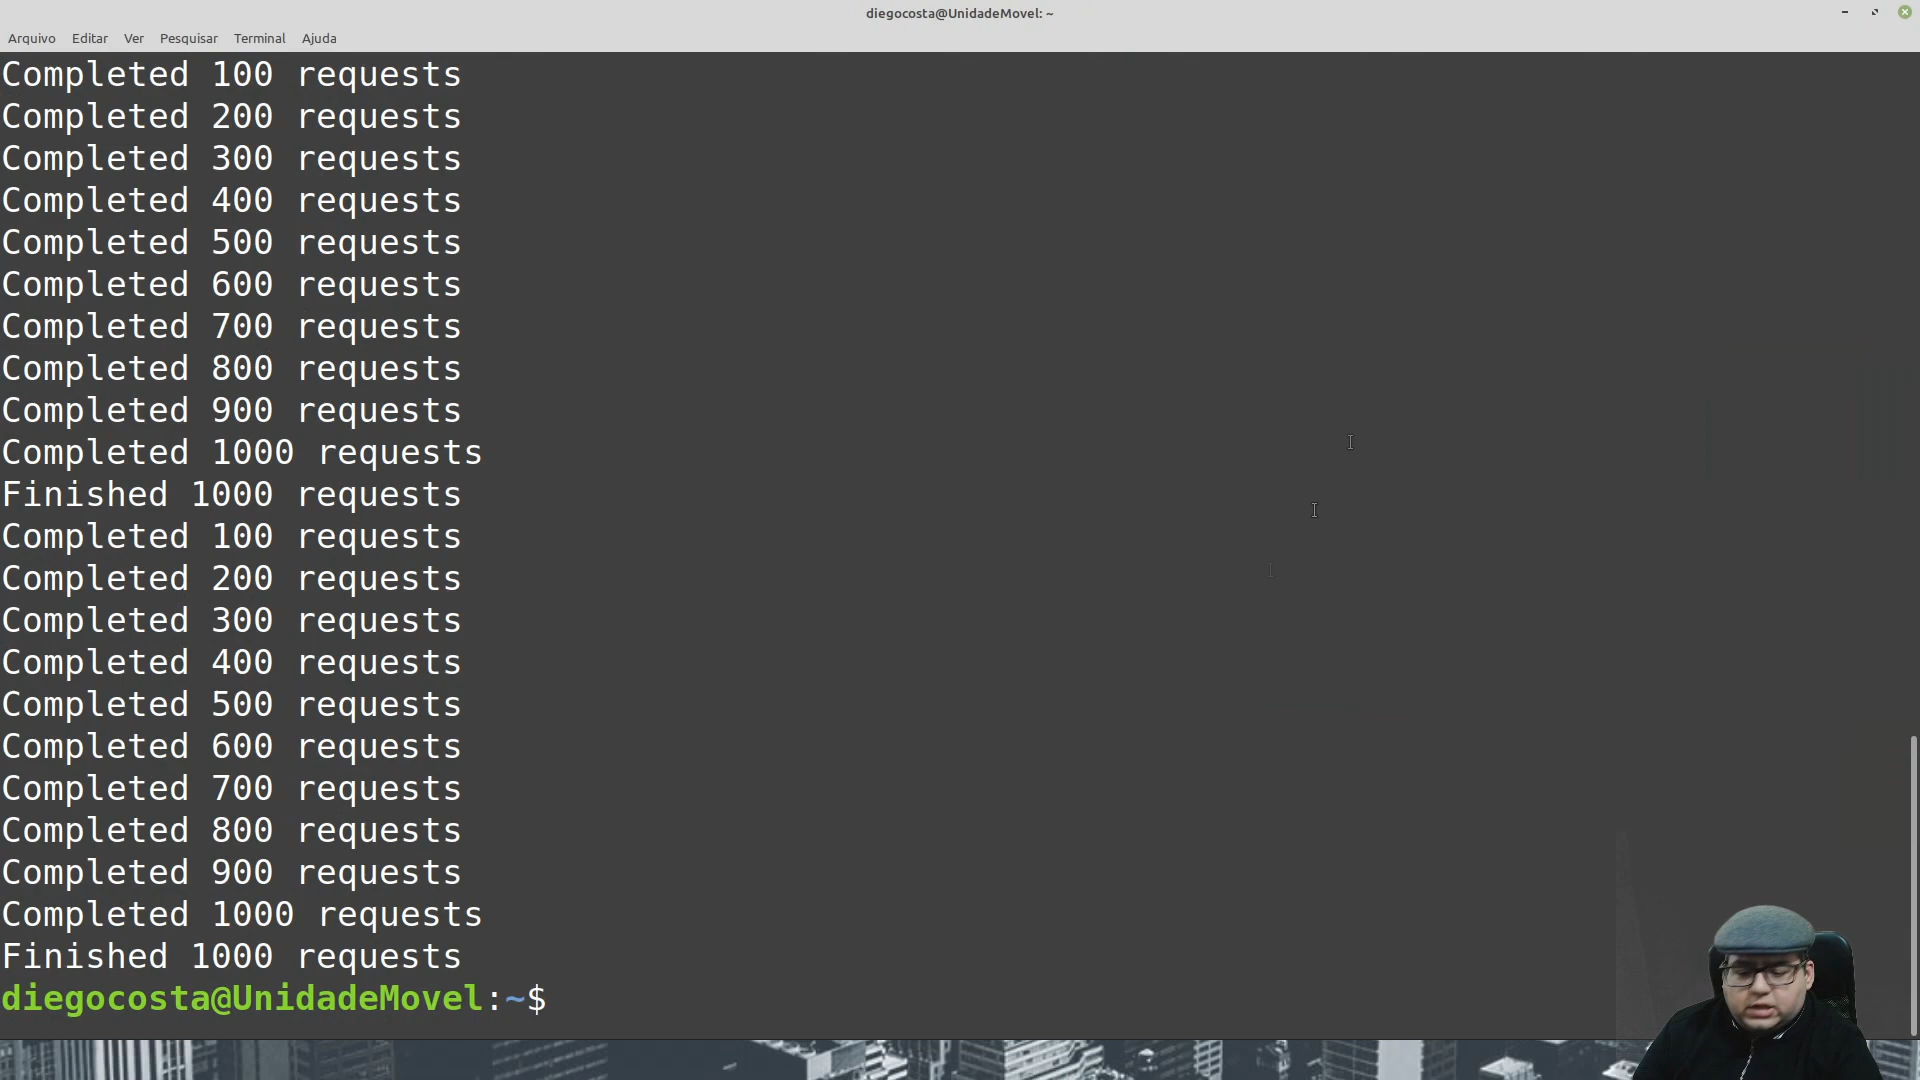 diegocosta@UnidadeMovel: ~
Arquivo Editar Ver Pesquisar Terminal Ajuda
Completed 100 requests
Completed 200 requests
Completed 300 requests
Completed 400 requests
Completed 500 requests
Completed 600 requests
Completed 700 requests
Completed 800 requests
Completed 900 requests
Completed 1000 requests
Finished 1000 requests
Completed 100 requests
Completed 200 requests
Completed 300 requests
Completed 400 requests
Completed 500 requests
Completed 600 requests
Completed 700 requests
Completed 800 requests
Completed 900 requests
Completed 1000 requests
Finished 1000 requests
diegocosta@UnidadeMovel:~$